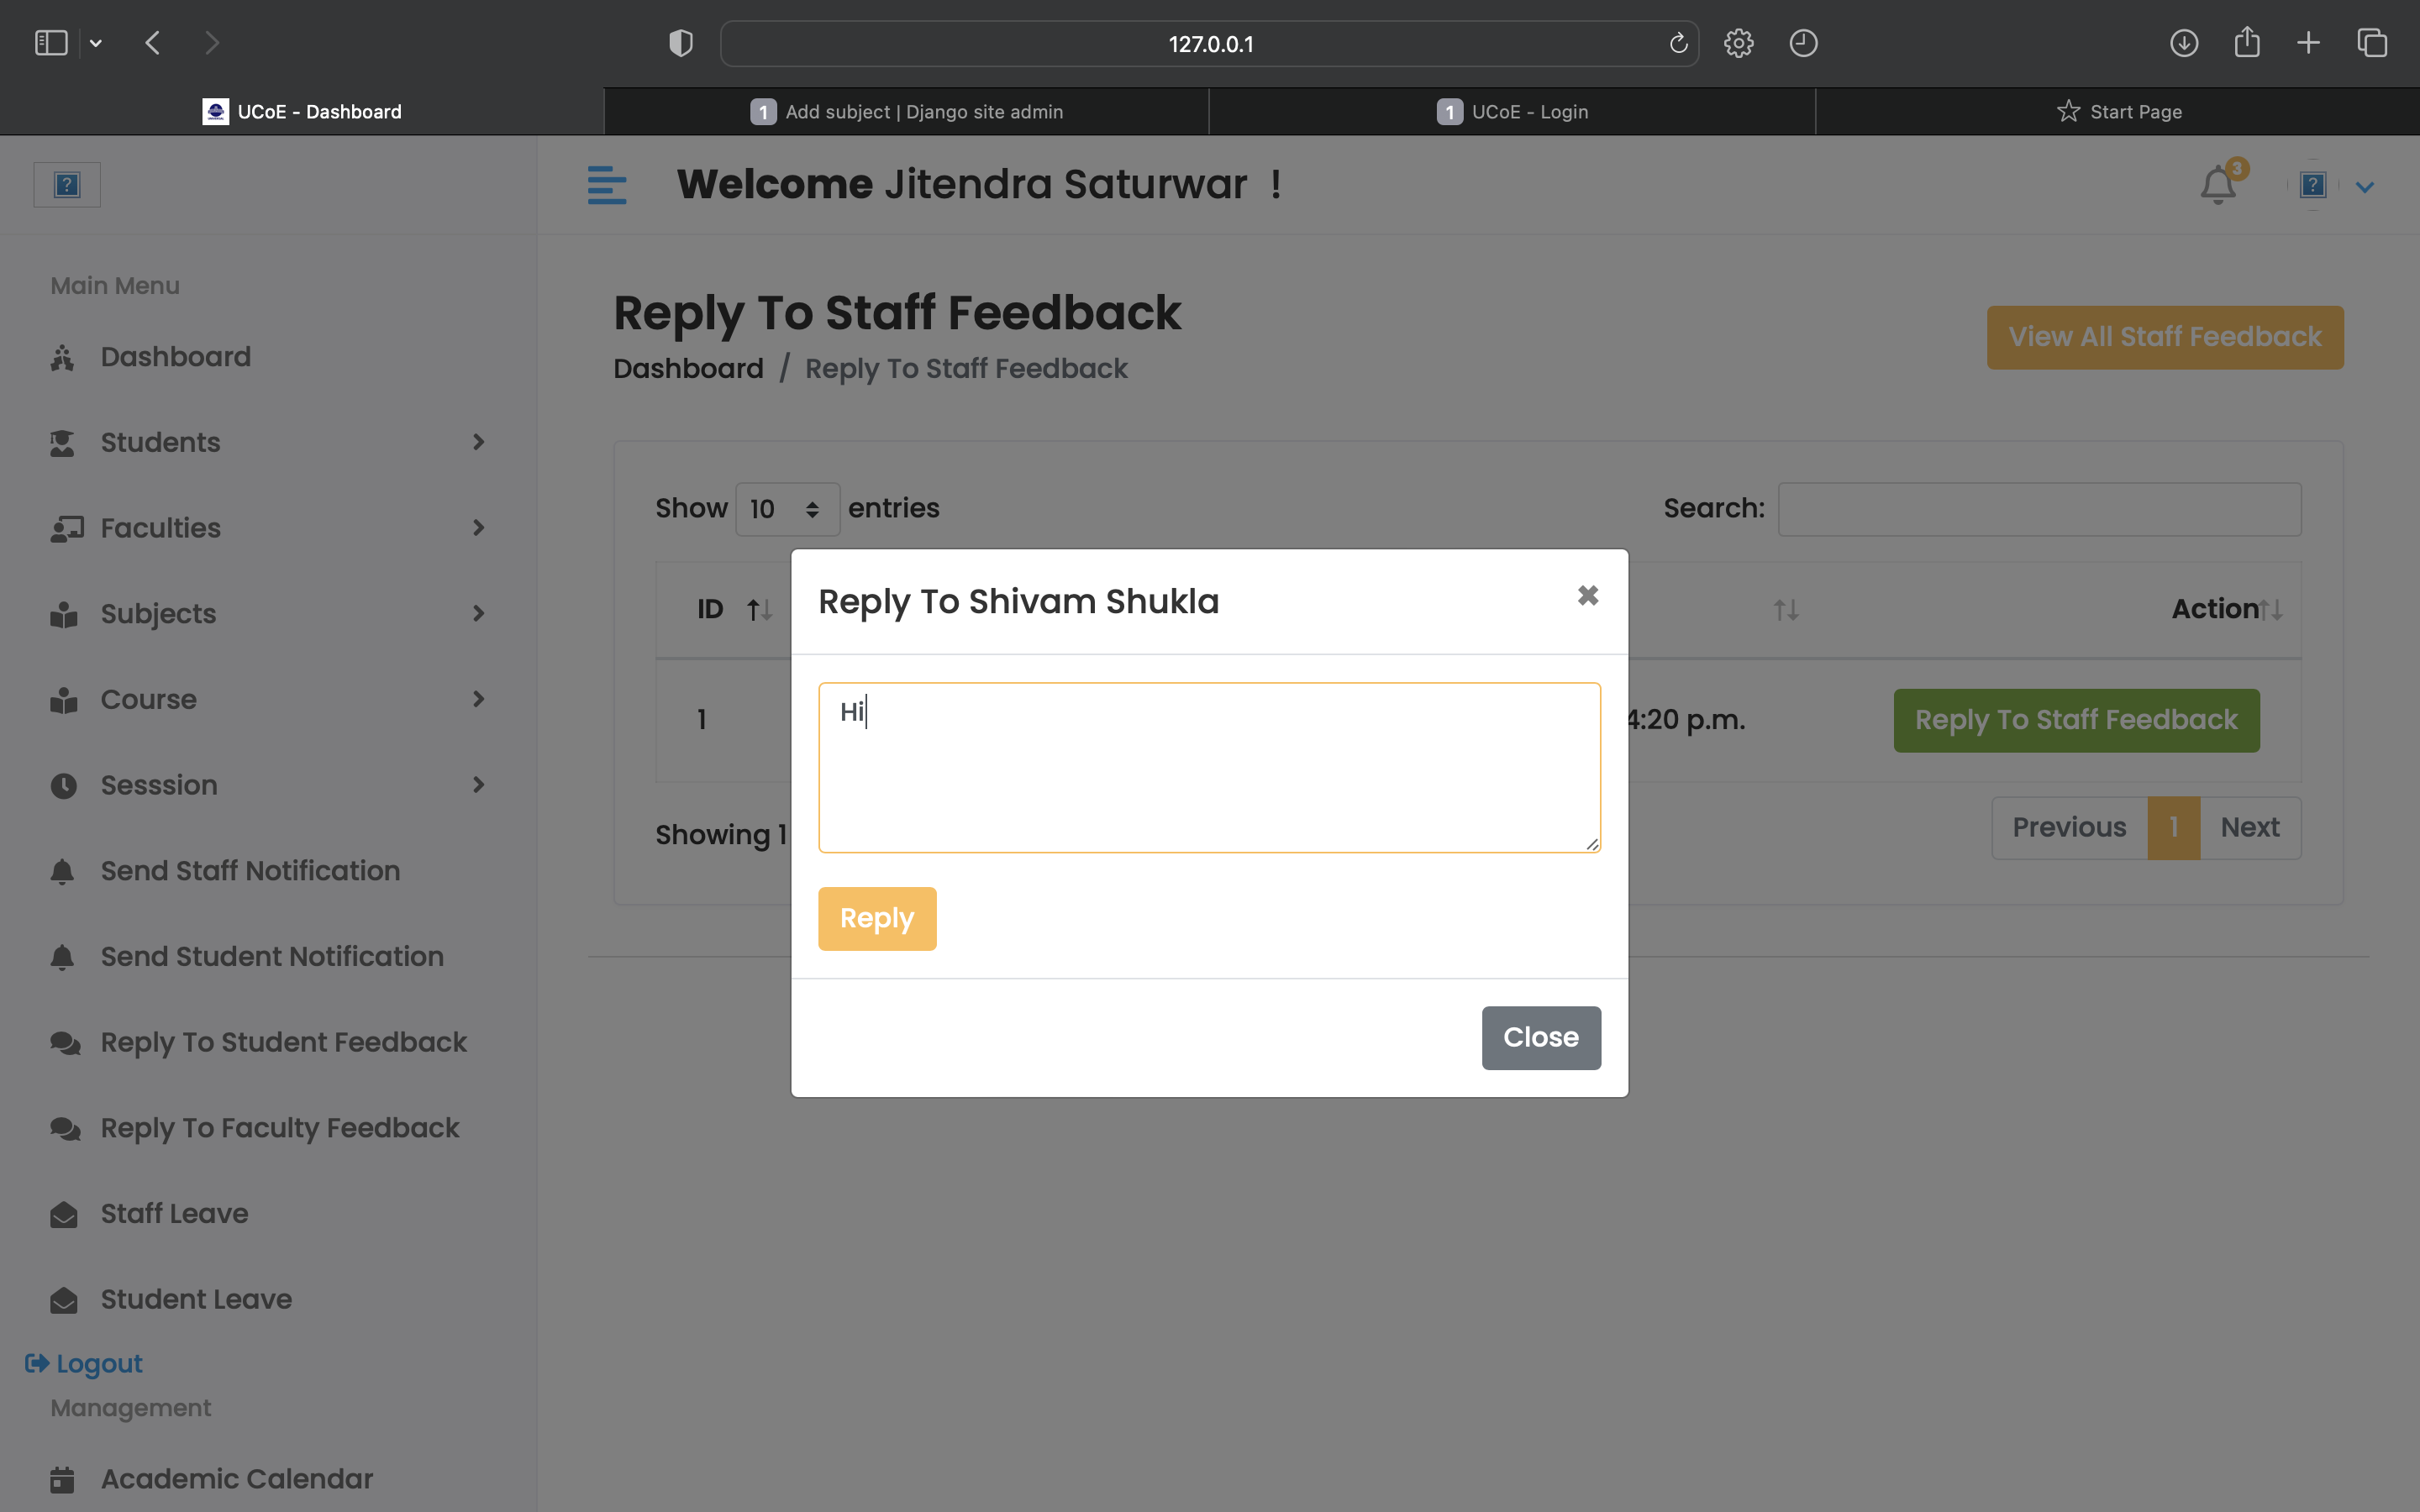 127.0.0.1
UCoE - Dashboard
1 Add subject | Django site admin
1 UCoE - Login
Start Page
Welcome Jitendra Saturwar !
3
Main Menu
Dashboard
Students
Faculties
Subjects
Course
Sesssion
Send Staff Notification
Send Student Notification
Reply To Student Feedback
Reply To Faculty Feedback
Staff Leave
Student Leave
Logout
Management
Academic Calendar
Reply To Staff Feedback
Dashboard / Reply To Staff Feedback
View All Staff Feedback
Show 10 entries
Search:
ID
Action
1
4:20 p.m.
Reply To Staff Feedback
Showing 1
Previous 1 Next
Reply To Shivam Shukla
Hi
Reply
Close